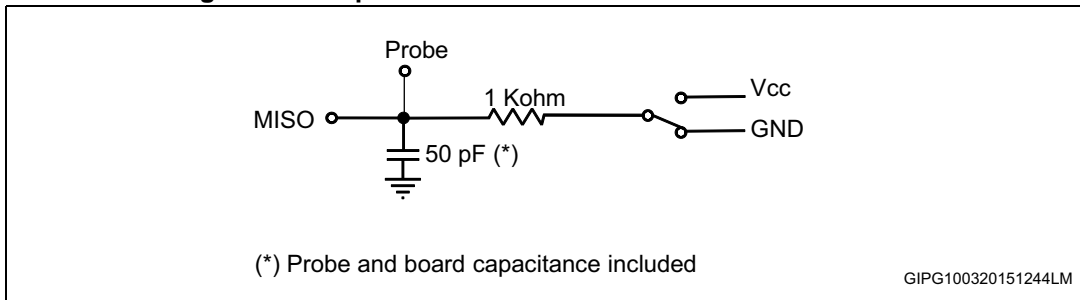 Probe
1 Kohm
Vcc
MISO
GND
50 pF (*)
(*) Probe and board capacitance included
GIPG100320151244LM